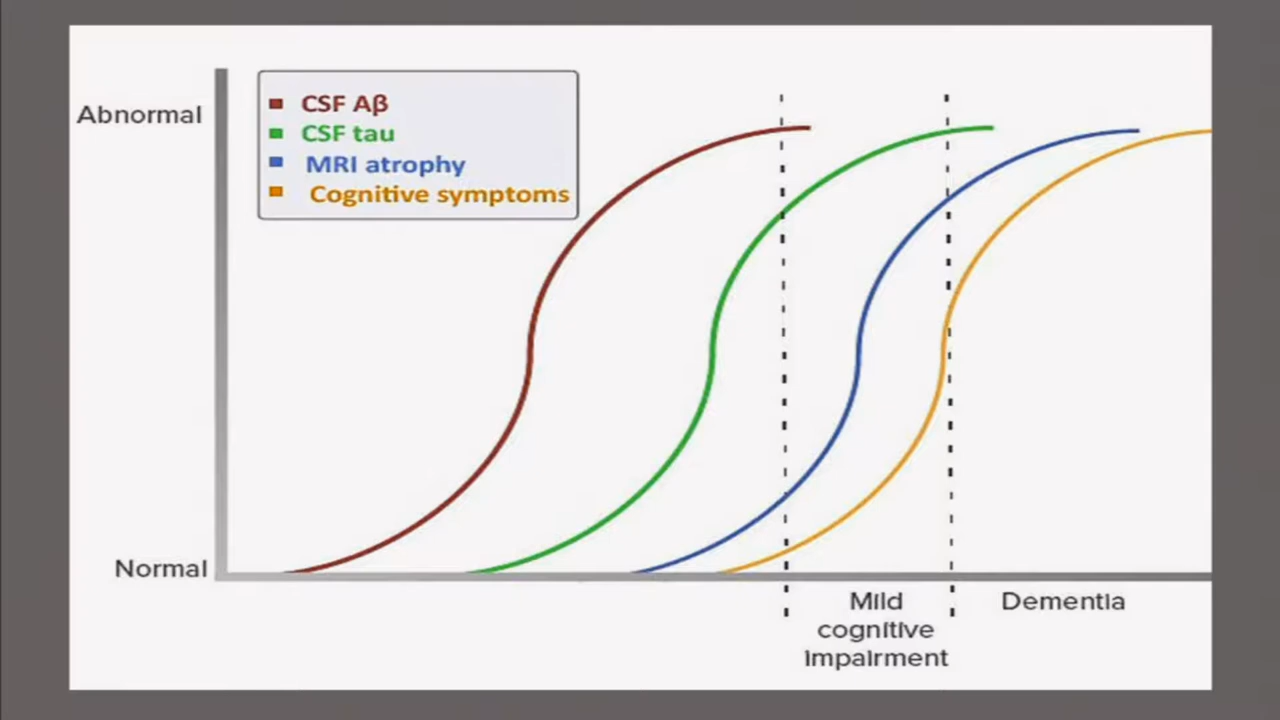 Abnormal
CSF Aβ
CSF tau
MRI atrophy
Cognitive symptoms
Normal
Mild
cognitive
impairment
Dementia